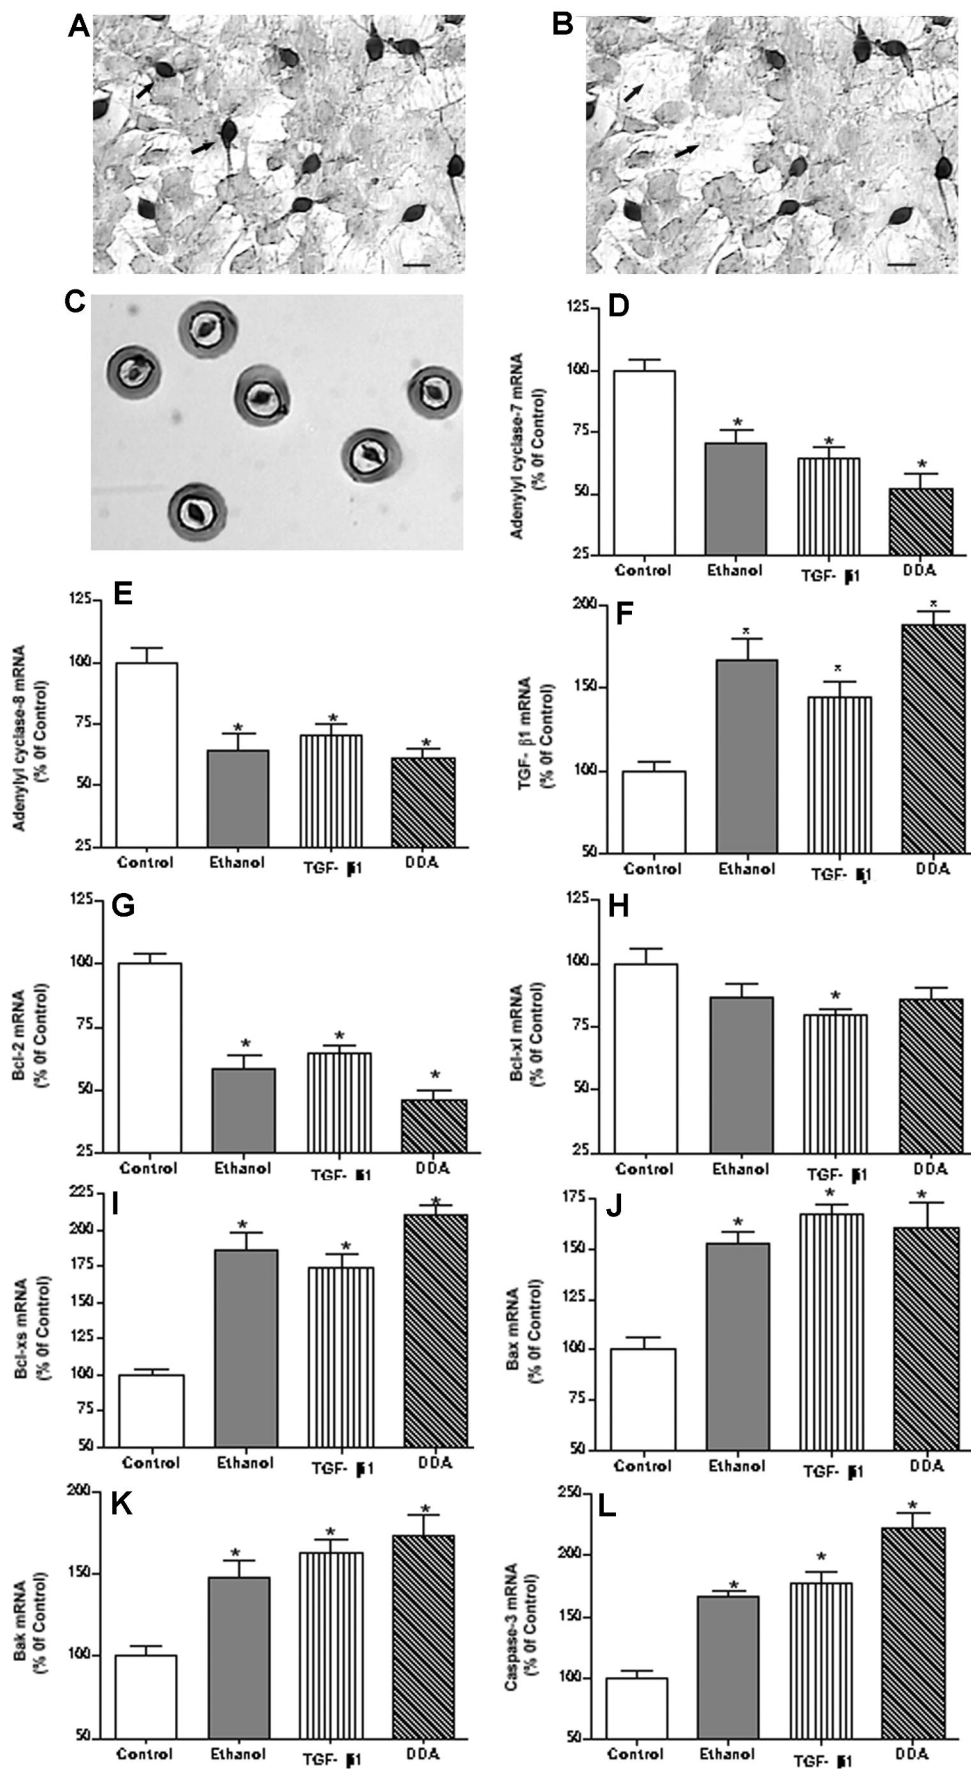 A
B
C
D
Adenylyl cyclase-7 mRNA
(% 0f Control)
125
100
75
50
25
Control Ethanol TGF- β1 DDA
E
Adenylyl cyclase-8 mRNA
(% 0f Control)
125
100
75
50
25
Control Ethanol TGF- β1 DDA
F
TGF- β1 mRNA
(% 0f Control)
200
150
100
50
Control Ethanol TGF- β1 DDA
G
Bcl-2 mRNA
(% 0f Control)
125
100
75
50
25
Control Ethanol TGF- β1 DDA
H
Bcl-xl mRNA
(% 0f Control)
125
100
75
50
25
Control Ethanol TGF- β1 DDA
I
Bcl-xs mRNA
(% 0f Control)
225
200
175
150
125
100
75
50
Control Ethanol TGF- β1 DDA
J
Bax mRNA
(% 0f Control)
175
150
125
100
75
50
Control Ethanol TGF- β1 DDA
K
Bak mRNA
(% 0f Control)
200
150
100
50
Control Ethanol TGF- β1 DDA
L
Caspase-3 mRNA
(% 0f Control)
250
200
150
100
50
Control Ethanol TGF- β1 DDA